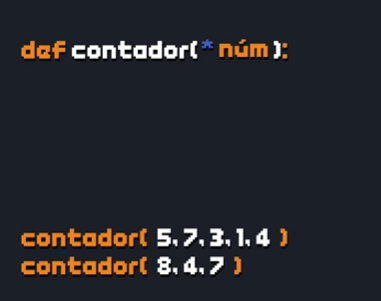 def contador(* núm ):
contador( 5, 7, 3, 1, 4 )
contador( 8, 4, 7 )